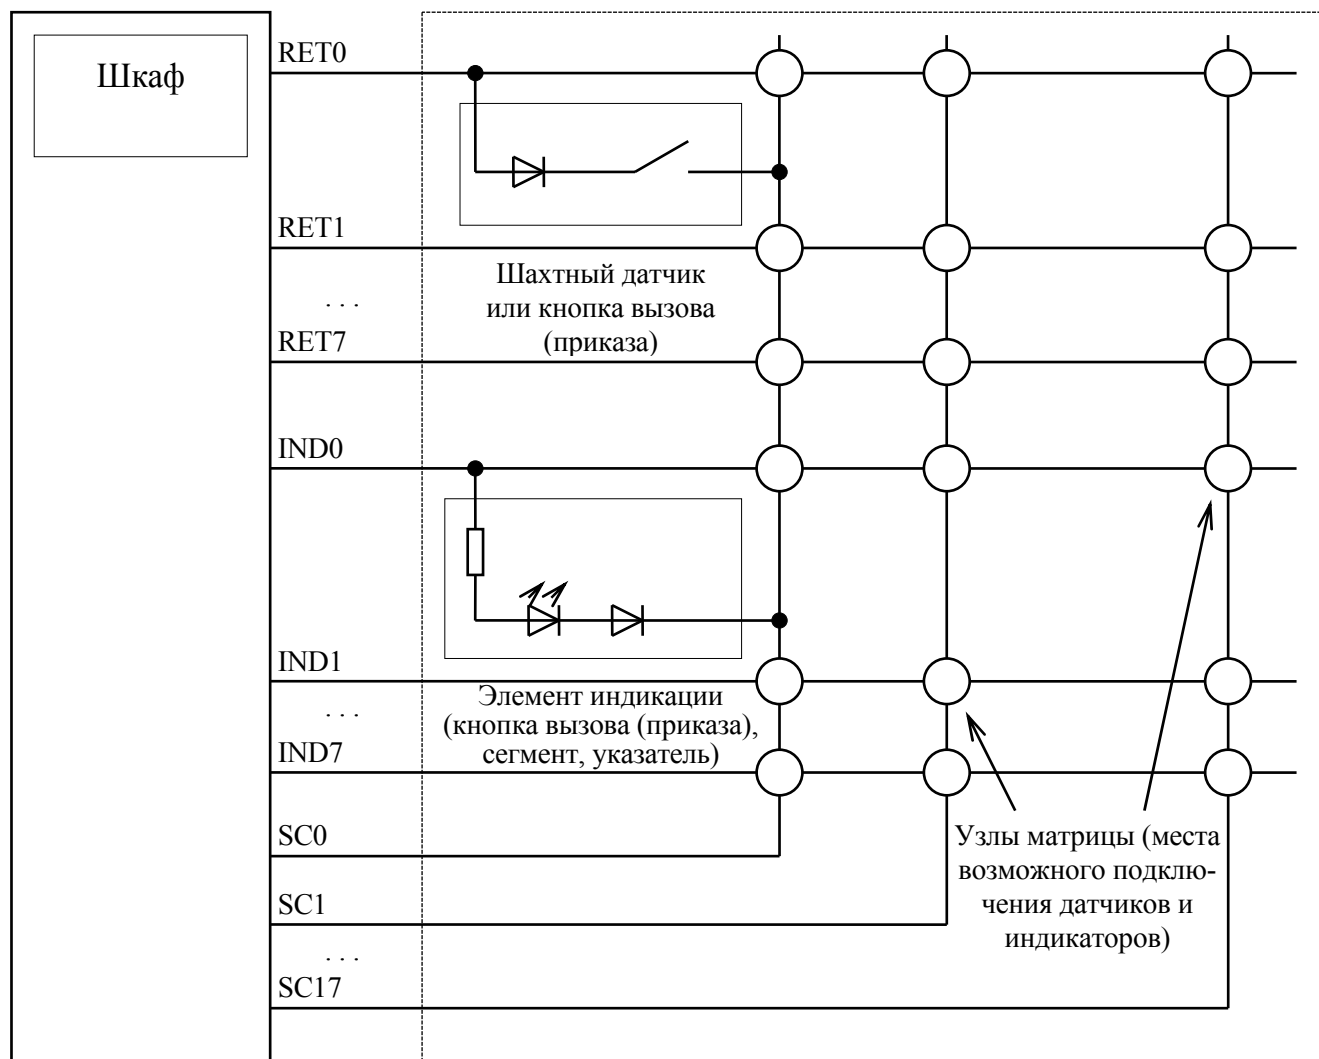 Шкаф
RET0
RET1
Шахтный датчик
или кнопка вызова
(приказа)
. . .
RET7
IND0
IND1
Элемент индикации
(кнопка вызова (приказа),
сегмент, указатель)
. . .
IND7
SC0
Узлы матрицы (места
возможного подклю-
чения датчиков и
индикаторов)
SC1
. . .
SC17